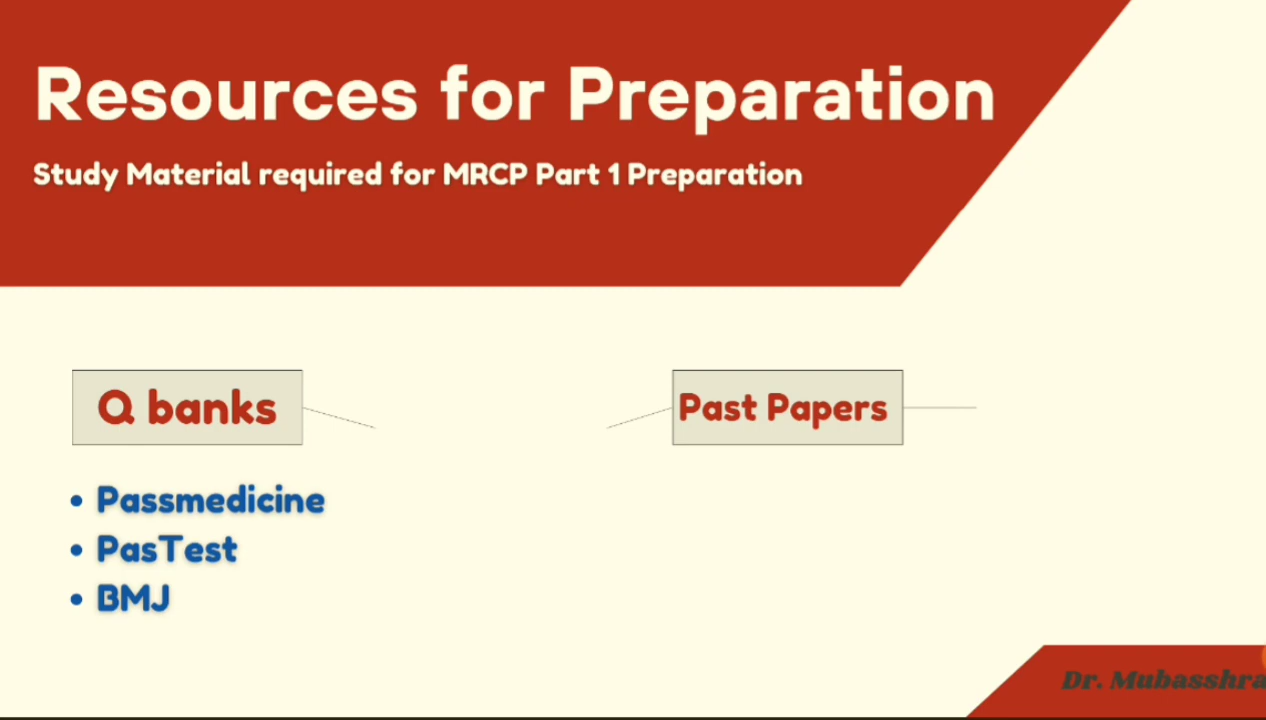 Resources for Preparation
Study Material required for MRCP Part 1 Preparation
Q banks
Past Papers
• Passmedicine
• PasTest
• BMJ
Dr. Mubasshra